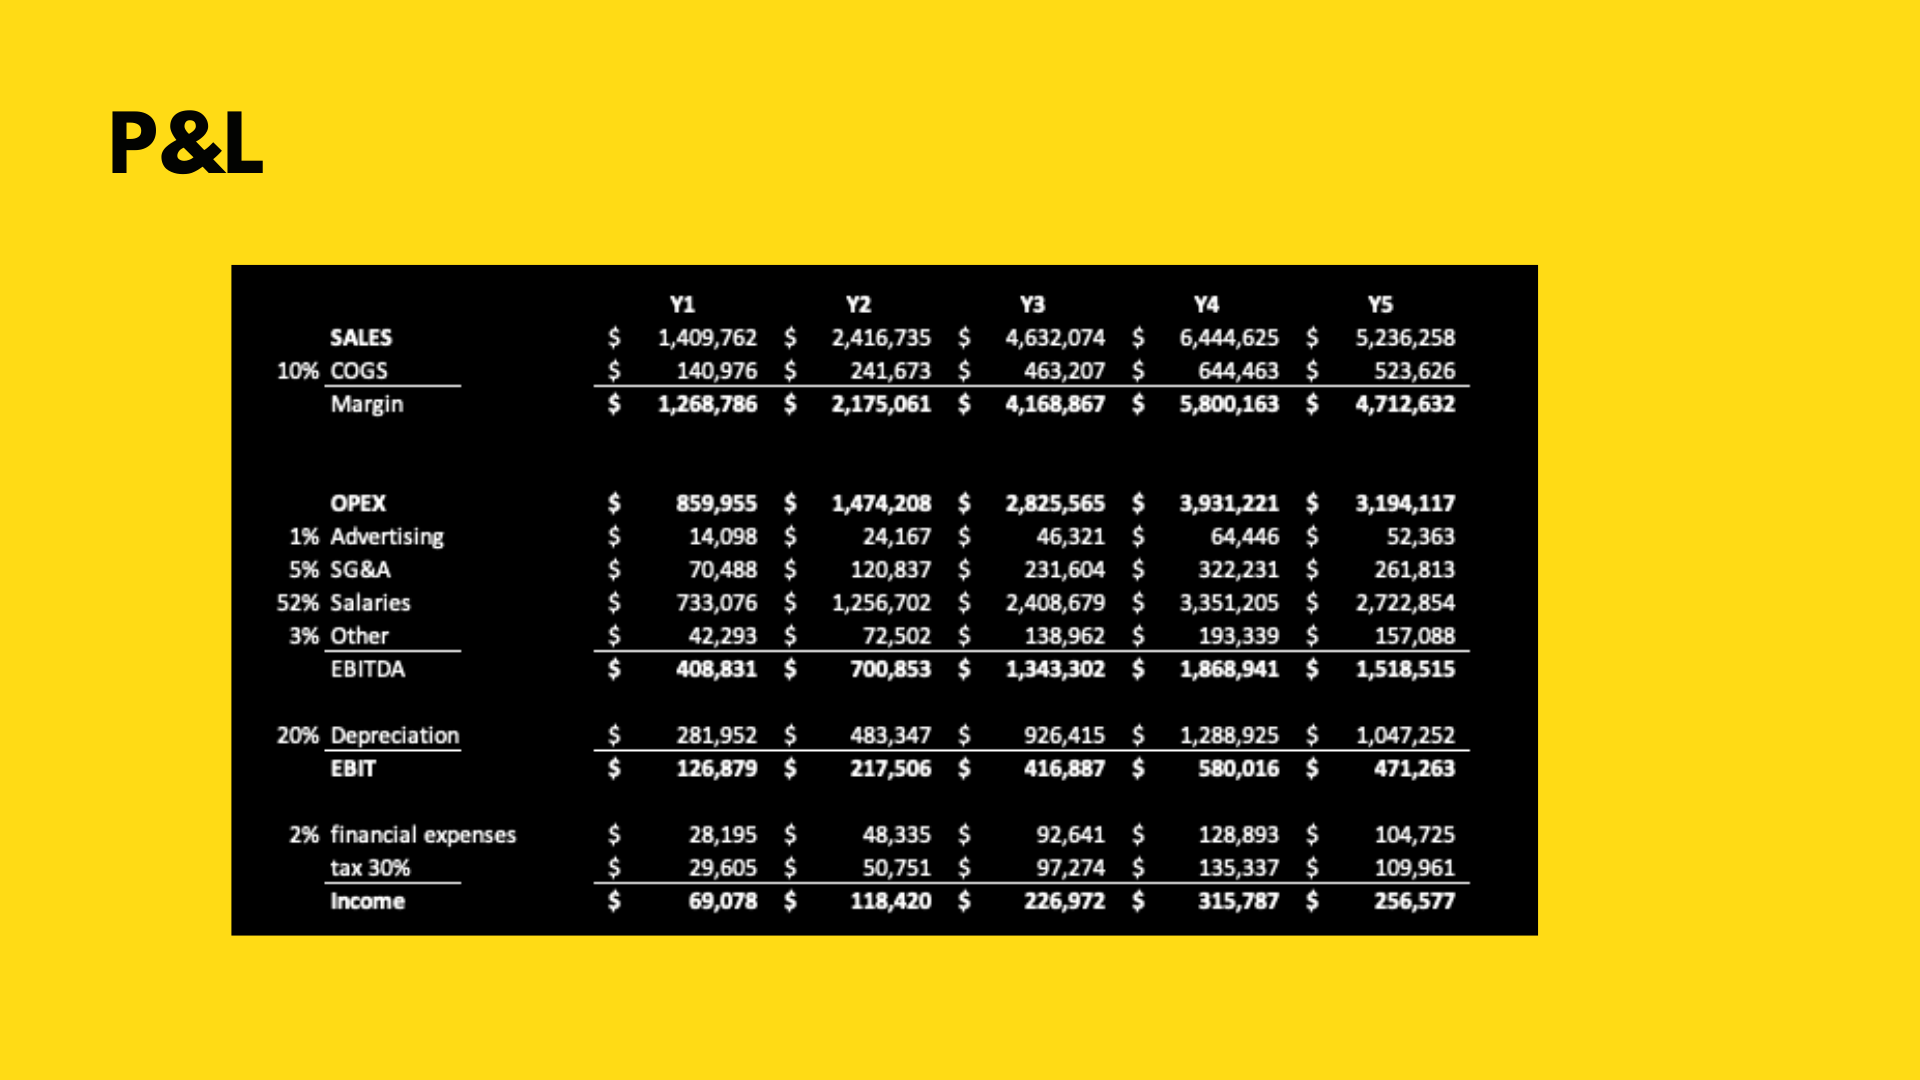 P&L
Y1 Y2 Y3 Y4 Y5
SALES $ 1,409,762 $ 2,416,735 $ 4,632,074 $ 6,444,625 $ 5,236,258
10% COGS $ 140,976 $ 241,673 $ 463,207 $ 644,463 $ 523,626
Margin $ 1,268,786 $ 2,175,061 $ 4,168,867 $ 5,800,163 $ 4,712,632
OPEX $ 859,955 $ 1,474,208 $ 2,825,565 $ 3,931,221 $ 3,194,117
1% Advertising $ 14,098 $ 24,167 $ 46,321 $ 64,446 $ 52,363
5% SG&A $ 70,488 $ 120,837 $ 231,604 $ 322,231 $ 261,813
52% Salaries $ 733,076 $ 1,256,702 $ 2,408,679 $ 3,351,205 $ 2,722,854
3% Other $ 42,293 $ 72,502 $ 138,962 $ 193,339 $ 157,088
EBITDA $ 408,831 $ 700,853 $ 1,343,302 $ 1,868,941 $ 1,518,515
20% Depreciation $ 281,952 $ 483,347 $ 926,415 $ 1,288,925 $ 1,047,252
EBIT $ 126,879 $ 217,506 $ 416,887 $ 580,016 $ 471,263
2% financial expenses $ 28,195 $ 48,335 $ 92,641 $ 128,893 $ 104,725
tax 30% $ 29,605 $ 50,751 $ 97,274 $ 135,337 $ 109,961
Income $ 69,078 $ 118,420 $ 226,972 $ 315,787 $ 256,577